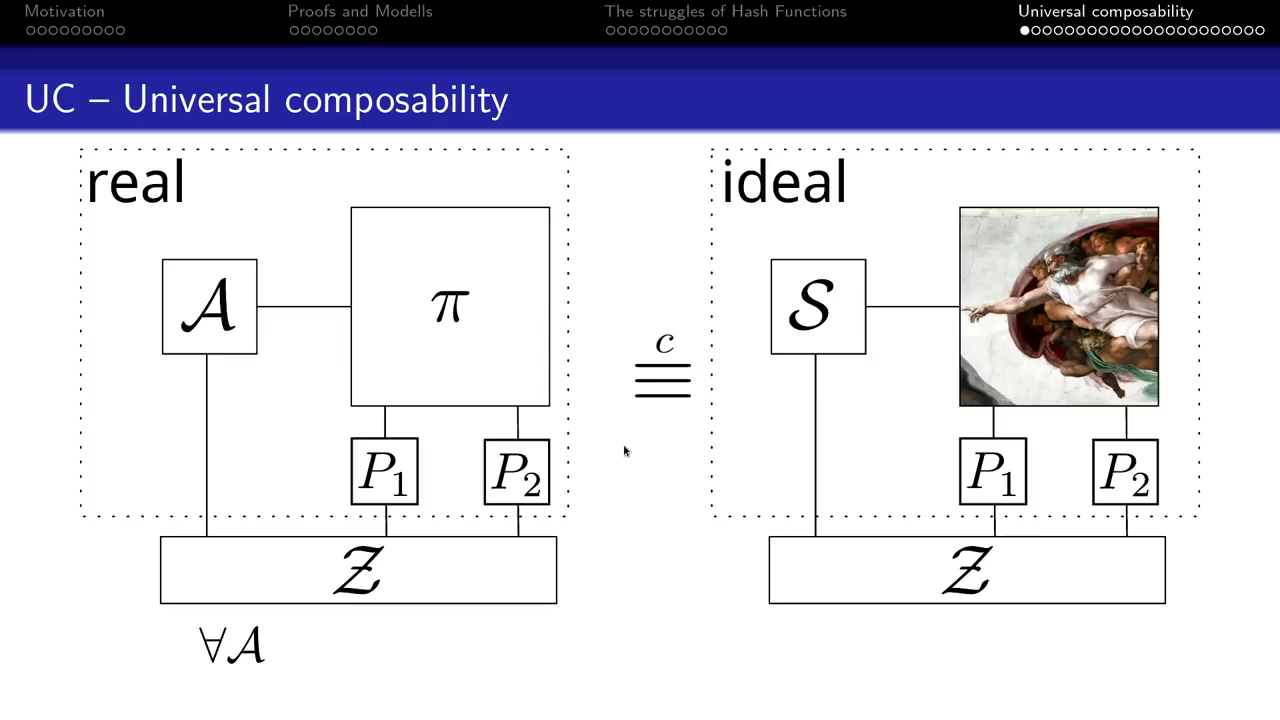 Motivation
Proofs and Modells
The struggles of Hash Functions
Universal composability
UC – Universal composability
real
𝒜
π
P₁
P₂
𝒵
∀𝒜
c
≡
ideal
𝒮
P₁
P₂
𝒵